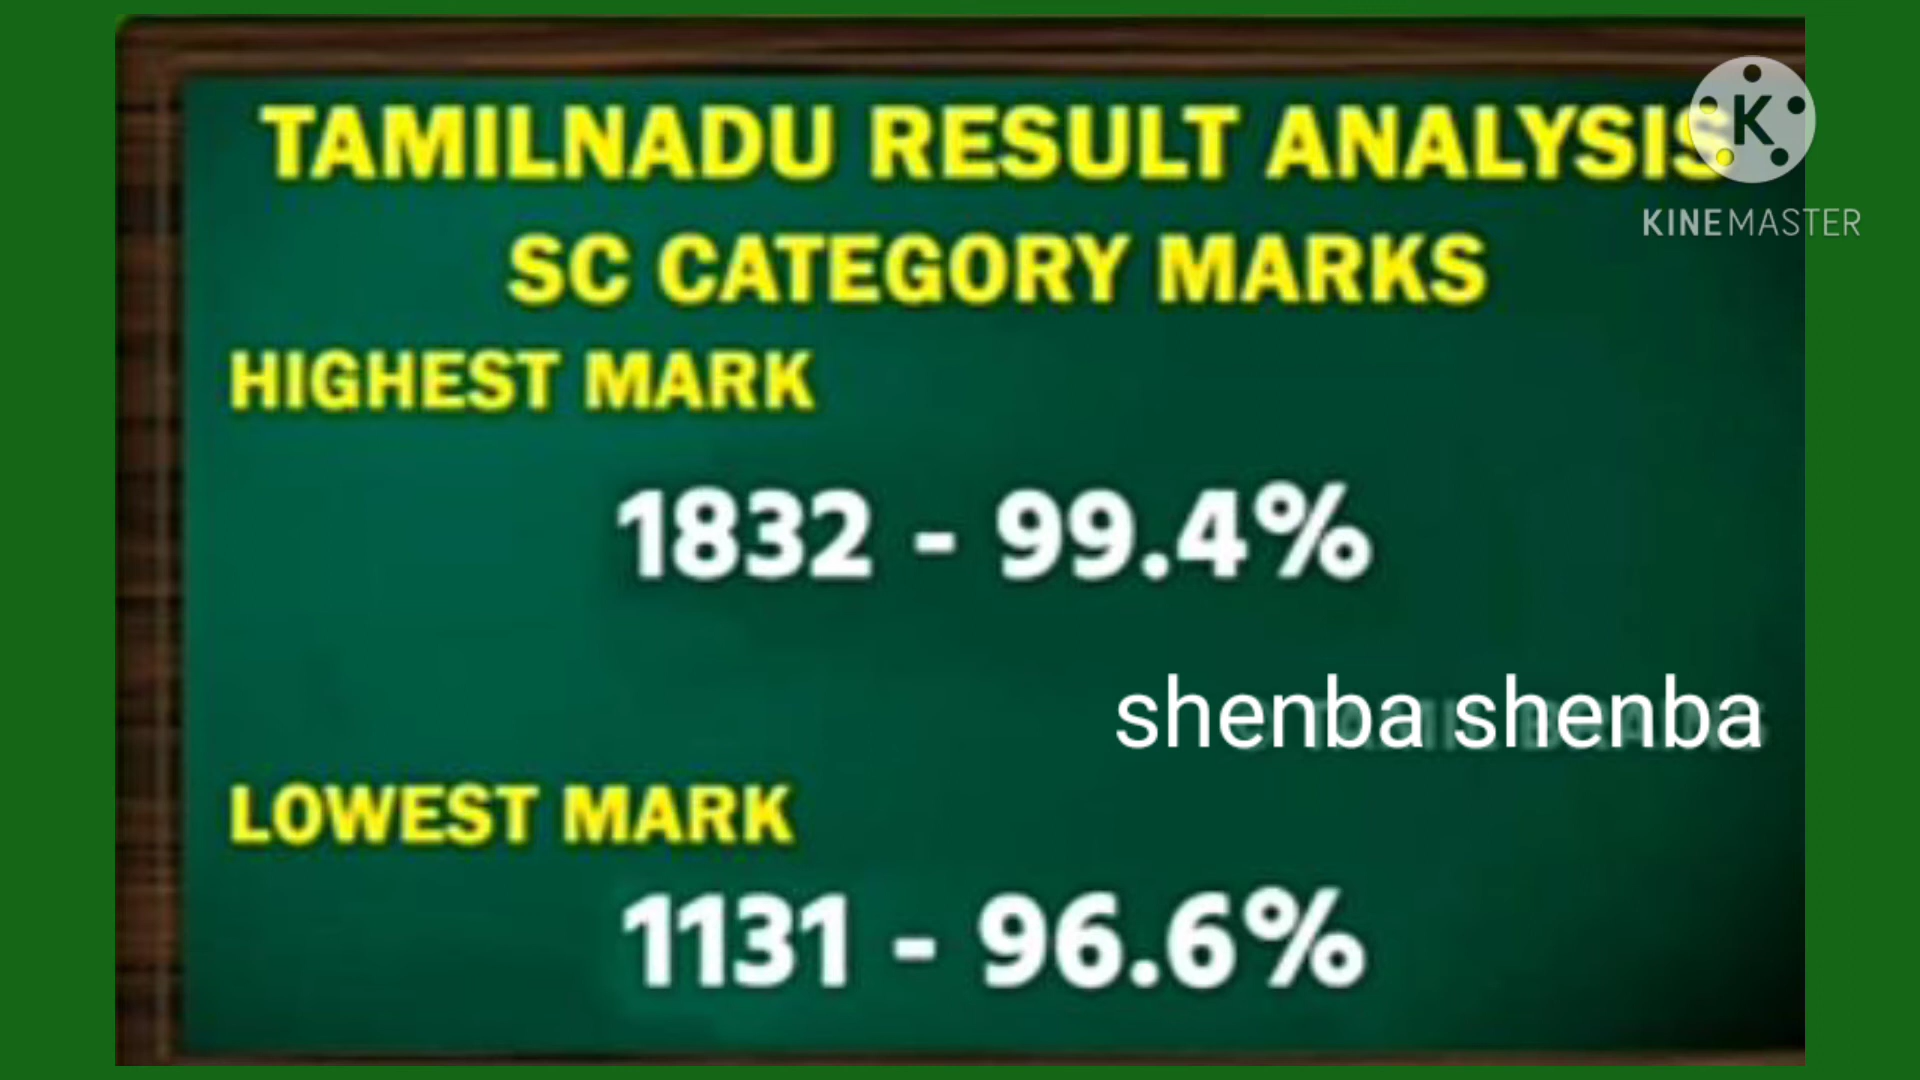 TAMILNADU RESULT ANALYSIS
K
KINEMASTER
SC CATEGORY MARKS
HIGHEST MARK
1832 - 99.4%
shenba shenba
LOWEST MARK
1131 - 96.6%